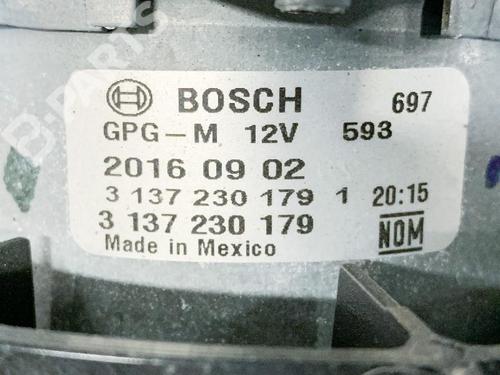 B-PARTS
BOSCH 697
GPG-M 12V 593
2016 09 02
3 137 230 179 1 20:15
3 137 230 179 NOM
Made in Mexico